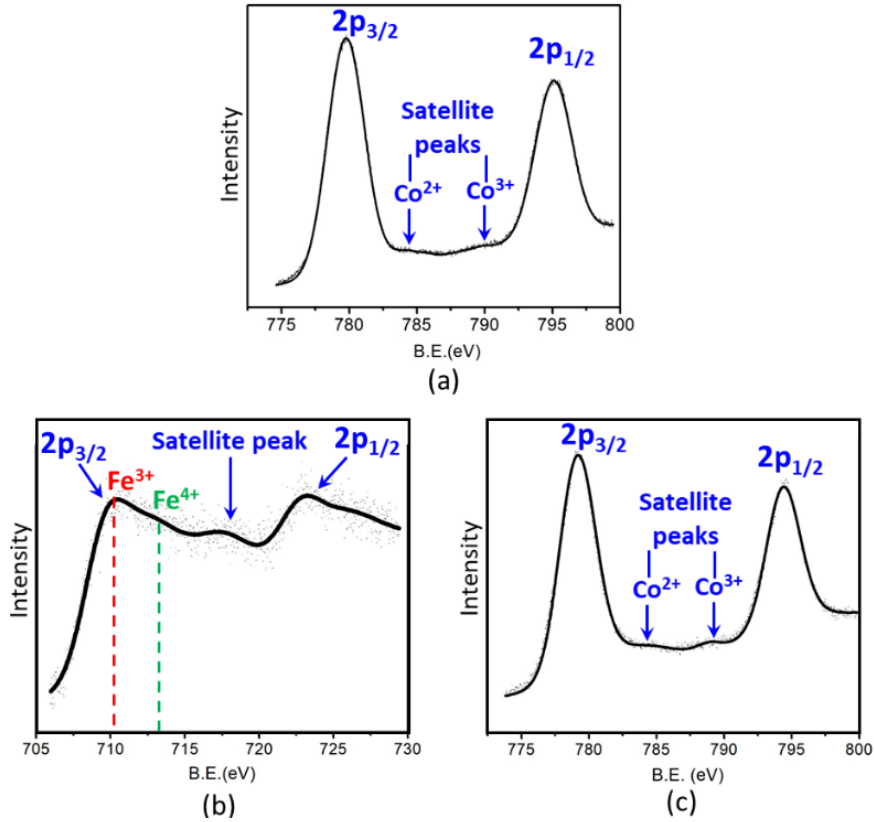 2p3/2
2p1/2
Satellite
peaks
Co2+ Co3+
Intensity
775 780 785 790 795 800
B.E.(eV)
(a)
2p3/2
Satellite peak
2p1/2
Fe3+
Fe4+
Intensity
705 710 715 720 725 730
B.E.(eV)
(b)
2p3/2
2p1/2
Satellite
peaks
Co2+ Co3+
Intensity
775 780 785 790 795 800
B.E. (eV)
(c)